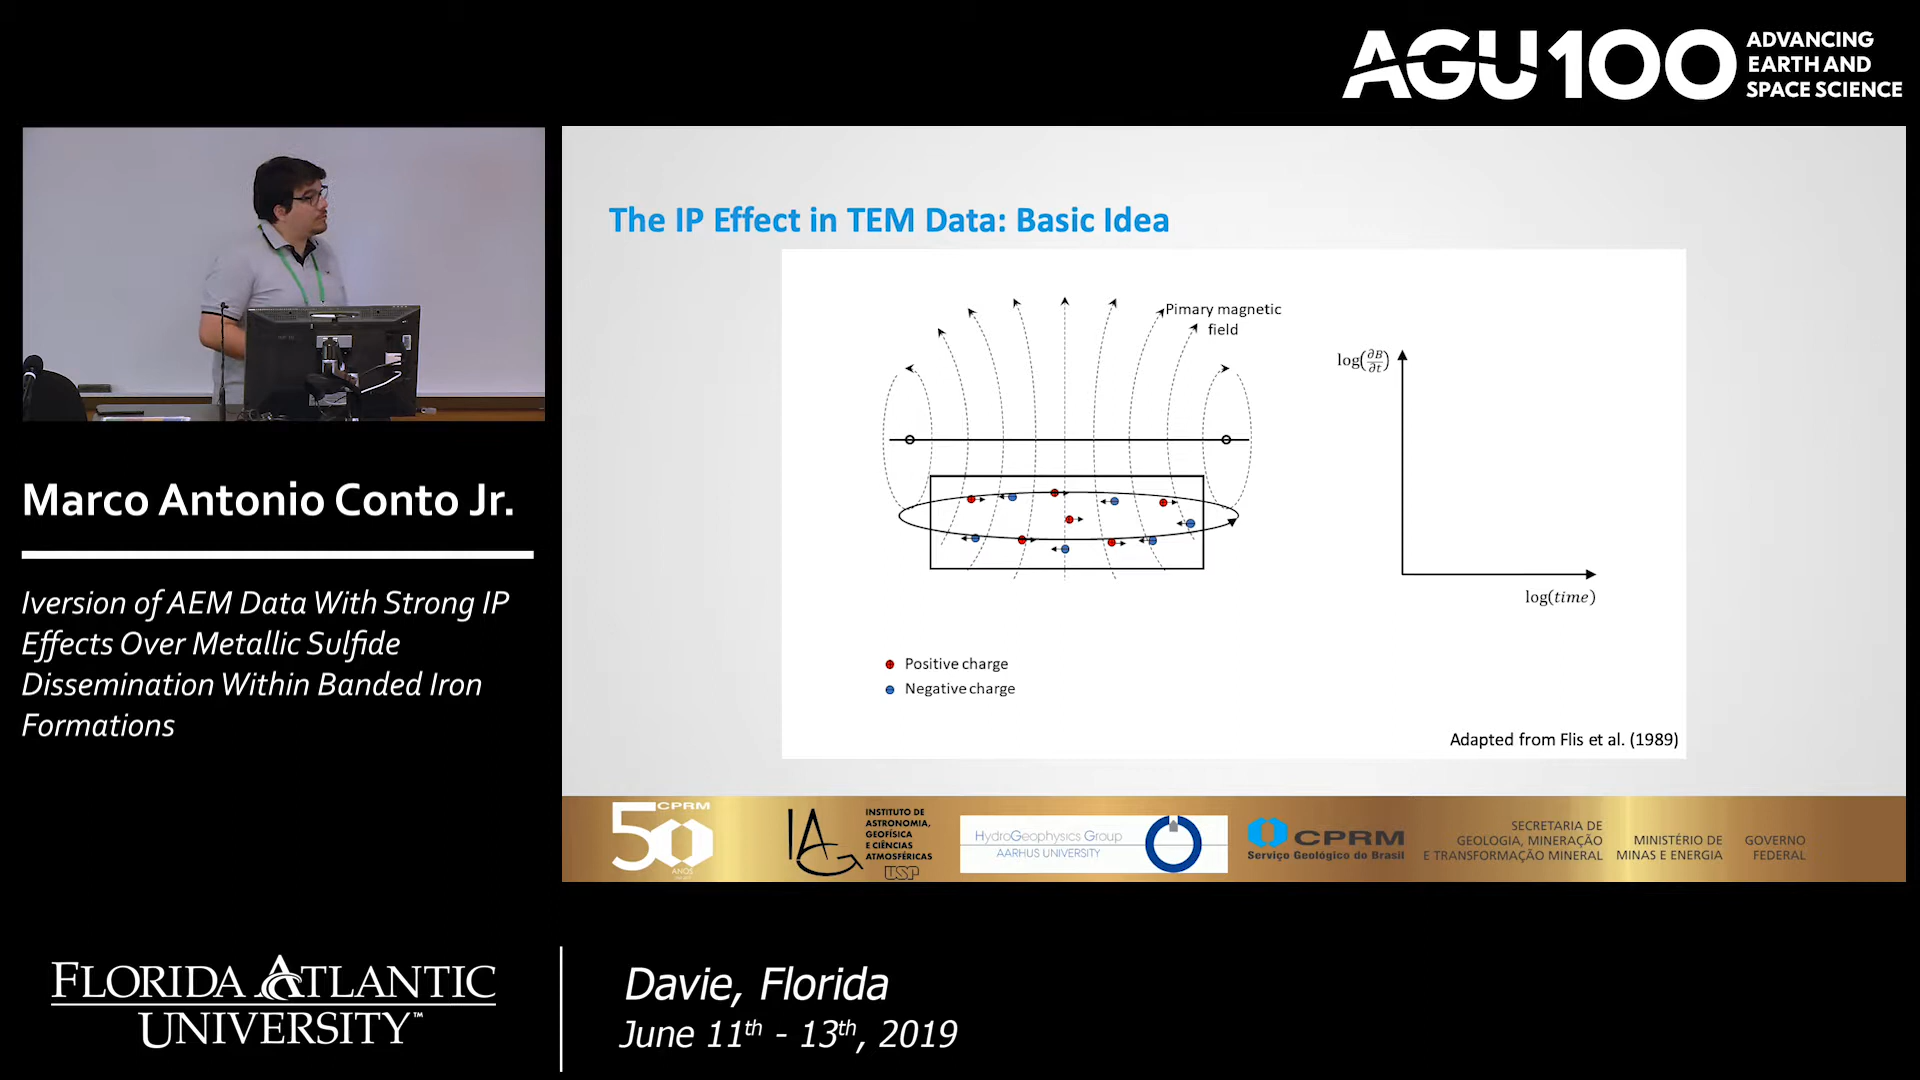 AGU100
ADVANCING
EARTH AND
SPACE SCIENCE
Marco Antonio Conto Jr.
Iversion of AEM Data With Strong IP
Effects Over Metallic Sulfide
Dissemination Within Banded Iron
Formations
The IP Effect in TEM Data: Basic Idea
Pimary magnetic
field
log(∂B/∂t)
log(time)
Positive charge
Negative charge
Adapted from Flis et al. (1989)
CPRM
50
ANOS
IAG
INSTITUTO DE
ASTRONOMIA,
GEOFÍSICA
E CIÊNCIAS
ATMOSFÉRICAS
USP
HydroGeophysics Group
AARHUS UNIVERSITY
CPRM
Serviço Geológico do Brasil
SECRETARIA DE
GEOLOGIA, MINERAÇÃO
E TRANSFORMAÇÃO MINERAL
MINISTÉRIO DE
MINAS E ENERGIA
GOVERNO
FEDERAL
FLORIDA ATLANTIC
UNIVERSITY™
Davie, Florida
June 11th - 13th, 2019